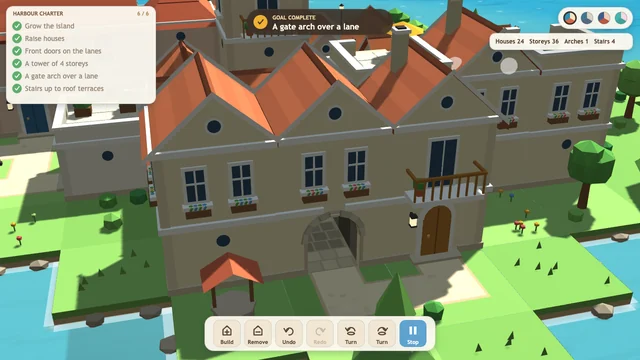 HARBOUR CHARTER 6 / 6
Grow the island
Raise houses
Front doors on the lanes
A tower of 4 storeys
A gate arch over a lane
Stairs up to roof terraces
GOAL COMPLETE
A gate arch over a lane
Houses 24 Storeys 36 Arches 1 Stairs 4
Build Remove Undo Redo Turn Turn Stop